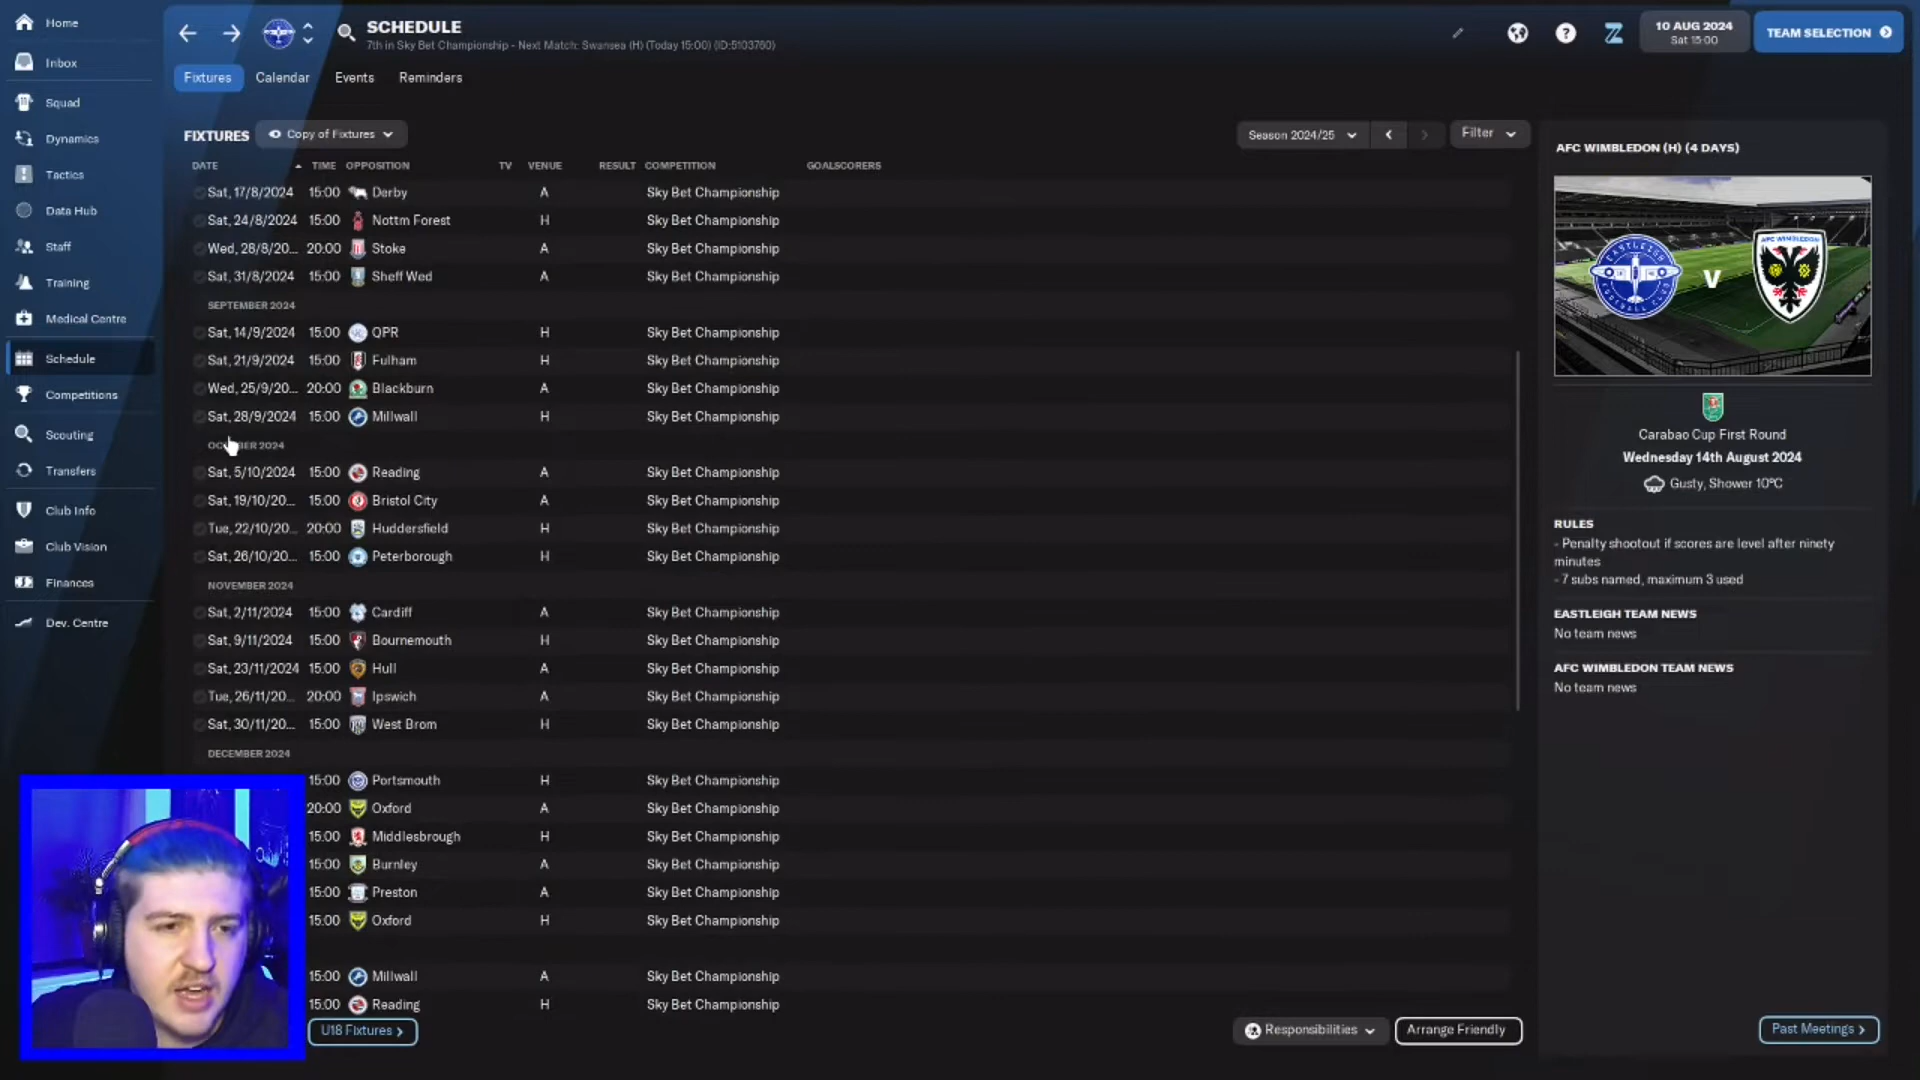 Home
Inbox
Squad
Dynamics
Tactics
Data Hub
Staff
Training
Medical Centre
Schedule
Competitions
Scouting
Transfers
Club Info
Club Vision
Finances
Dev. Centre
SCHEDULE
7th in Sky Bet Championship - Next Match: Swansea (H) (Today 15:00) (ID:5103760)
10 AUG 2024
Sat 15:00
TEAM SELECTION
Fixtures Calendar Events Reminders
FIXTURES Copy of Fixtures Season 2024/25 Filter
DATE TIME OPPOSITION TV VENUE RESULT COMPETITION GOALSCORERS
Sat, 17/8/2024 15:00 Derby A Sky Bet Championship
Sat, 24/8/2024 15:00 Nottm Forest H Sky Bet Championship
Wed, 28/8/20... 20:00 Stoke A Sky Bet Championship
Sat, 31/8/2024 15:00 Sheff Wed A Sky Bet Championship
SEPTEMBER 2024
Sat, 14/9/2024 15:00 QPR H Sky Bet Championship
Sat, 21/9/2024 15:00 Fulham H Sky Bet Championship
Wed, 25/9/20... 20:00 Blackburn A Sky Bet Championship
Sat, 28/9/2024 15:00 Millwall H Sky Bet Championship
2024
Sat, 5/10/2024 15:00 Reading A Sky Bet Championship
Sat, 19/10/20... 15:00 Bristol City A Sky Bet Championship
Tue, 22/10/20... 20:00 Huddersfield H Sky Bet Championship
Sat, 26/10/20... 15:00 Peterborough H Sky Bet Championship
NOVEMBER 2024
Sat, 2/11/2024 15:00 Cardiff A Sky Bet Championship
Sat, 9/11/2024 15:00 Bournemouth H Sky Bet Championship
Sat, 23/11/2024 15:00 Hull A Sky Bet Championship
Tue, 26/11/20... 20:00 Ipswich A Sky Bet Championship
Sat, 30/11/20... 15:00 West Brom H Sky Bet Championship
DECEMBER 2024
15:00 Portsmouth H Sky Bet Championship
20:00 Oxford A Sky Bet Championship
15:00 Middlesbrough H Sky Bet Championship
15:00 Burnley A Sky Bet Championship
15:00 Preston A Sky Bet Championship
15:00 Oxford H Sky Bet Championship
15:00 Millwall A Sky Bet Championship
15:00 Reading H Sky Bet Championship
U18 Fixtures Responsibilities Arrange Friendly
AFC WIMBLEDON (H) (4 DAYS)
EASTLEIGH
FOOTBALL CLUB
V
AFC WIMBLEDON
Carabao Cup First Round
Wednesday 14th August 2024
Gusty, Shower 10°C
RULES
- Penalty shootout if scores are level after ninety
minutes
- 7 subs named, maximum 3 used
EASTLEIGH TEAM NEWS
No team news
AFC WIMBLEDON TEAM NEWS
No team news
Past Meetings